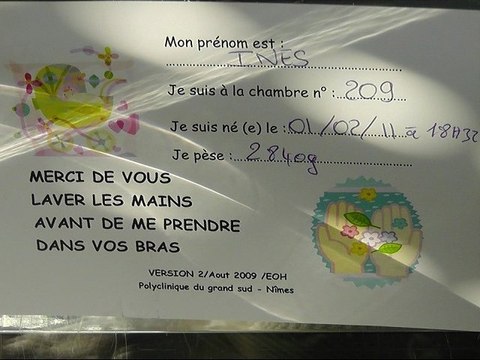 Mon prénom est :
INES
Je suis à la chambre n° : 209
Je suis né (e) le : 01/02/11 à 18H32
Je pèse : 2840g
MERCI DE VOUS
LAVER LES MAINS
AVANT DE ME PRENDRE
DANS VOS BRAS
VERSION 2/Aout 2009 /EOH
Polyclinique du grand sud - Nîmes